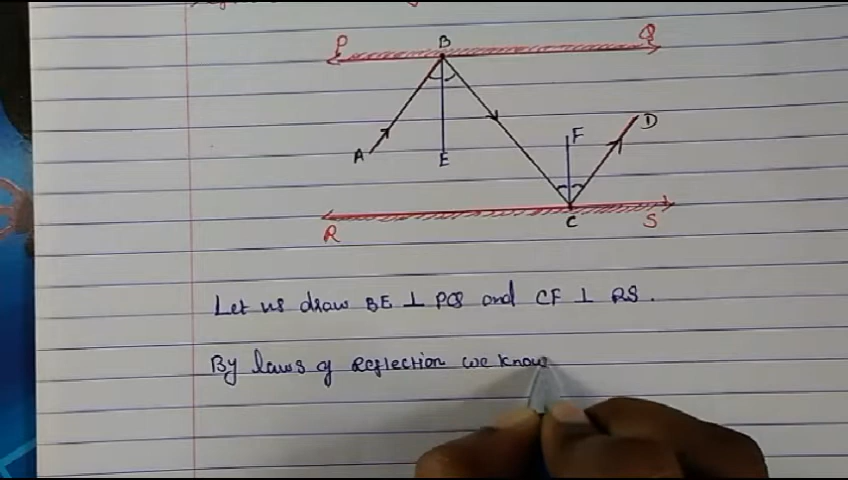 P B Q
A E F D
R C S
Let us draw BE ⊥ PQ and CF ⊥ RS.
By laws of reflection we know